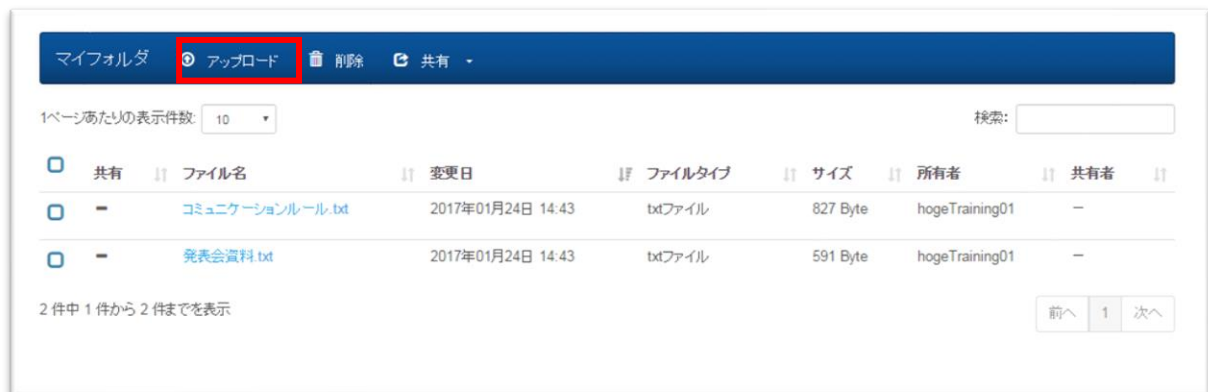 マイフォルダ アップロード 削除 共有
1ページあたりの表示件数: 10 検索:
共有 ファイル名 変更日 ファイルタイプ サイズ 所有者 共有者
ー コミュニケーションルール.txt 2017年01月24日 14:43 txtファイル 827 Byte hogeTraining01 ー
ー 発表会資料.txt 2017年01月24日 14:43 txtファイル 591 Byte hogeTraining01 ー
2 件中 1 件から 2 件までを表示
前へ 1 次へ